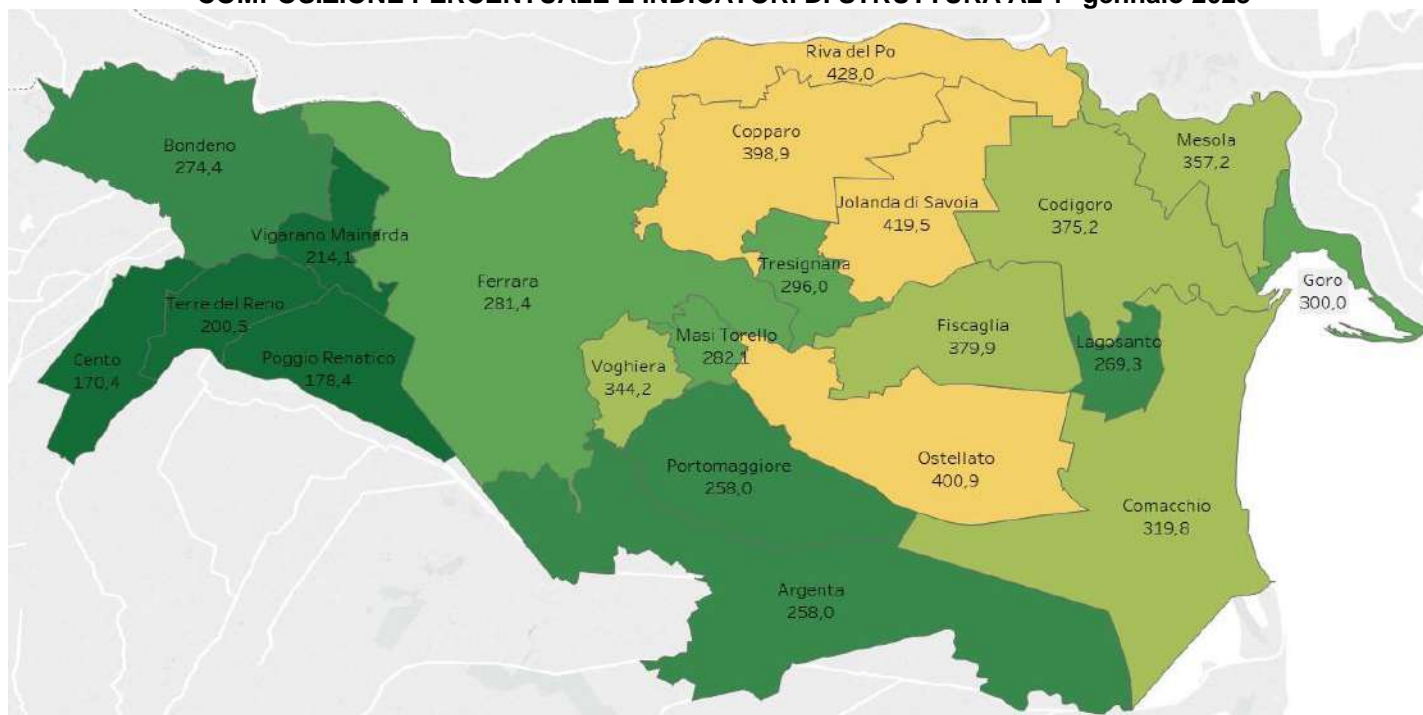 COMPOSIZIONE PERCENTUALE E INDICATORI DI STRUTTURA AL 1° gennaio
Riva del Po
428,0
Bondeno
274,4
Copparo
398,9
Mesola
357,2
Jolanda di Savoia
419,5
Codigoro
375,2
Vigarano Mainarda
214,1
Tresignana
296,0
Ferrara
281,4
Goro
300,0
Terre del Reno
200,5
Fiscaglia
379,9
Masi Torello
282,1
Lagosanto
269,3
Cento
170,4
Poggio Renatico
178,4
Voghiera
344,2
Portomaggiore
258,0
Ostellato
400,9
Comacchio
319,8
Argenta
258,0